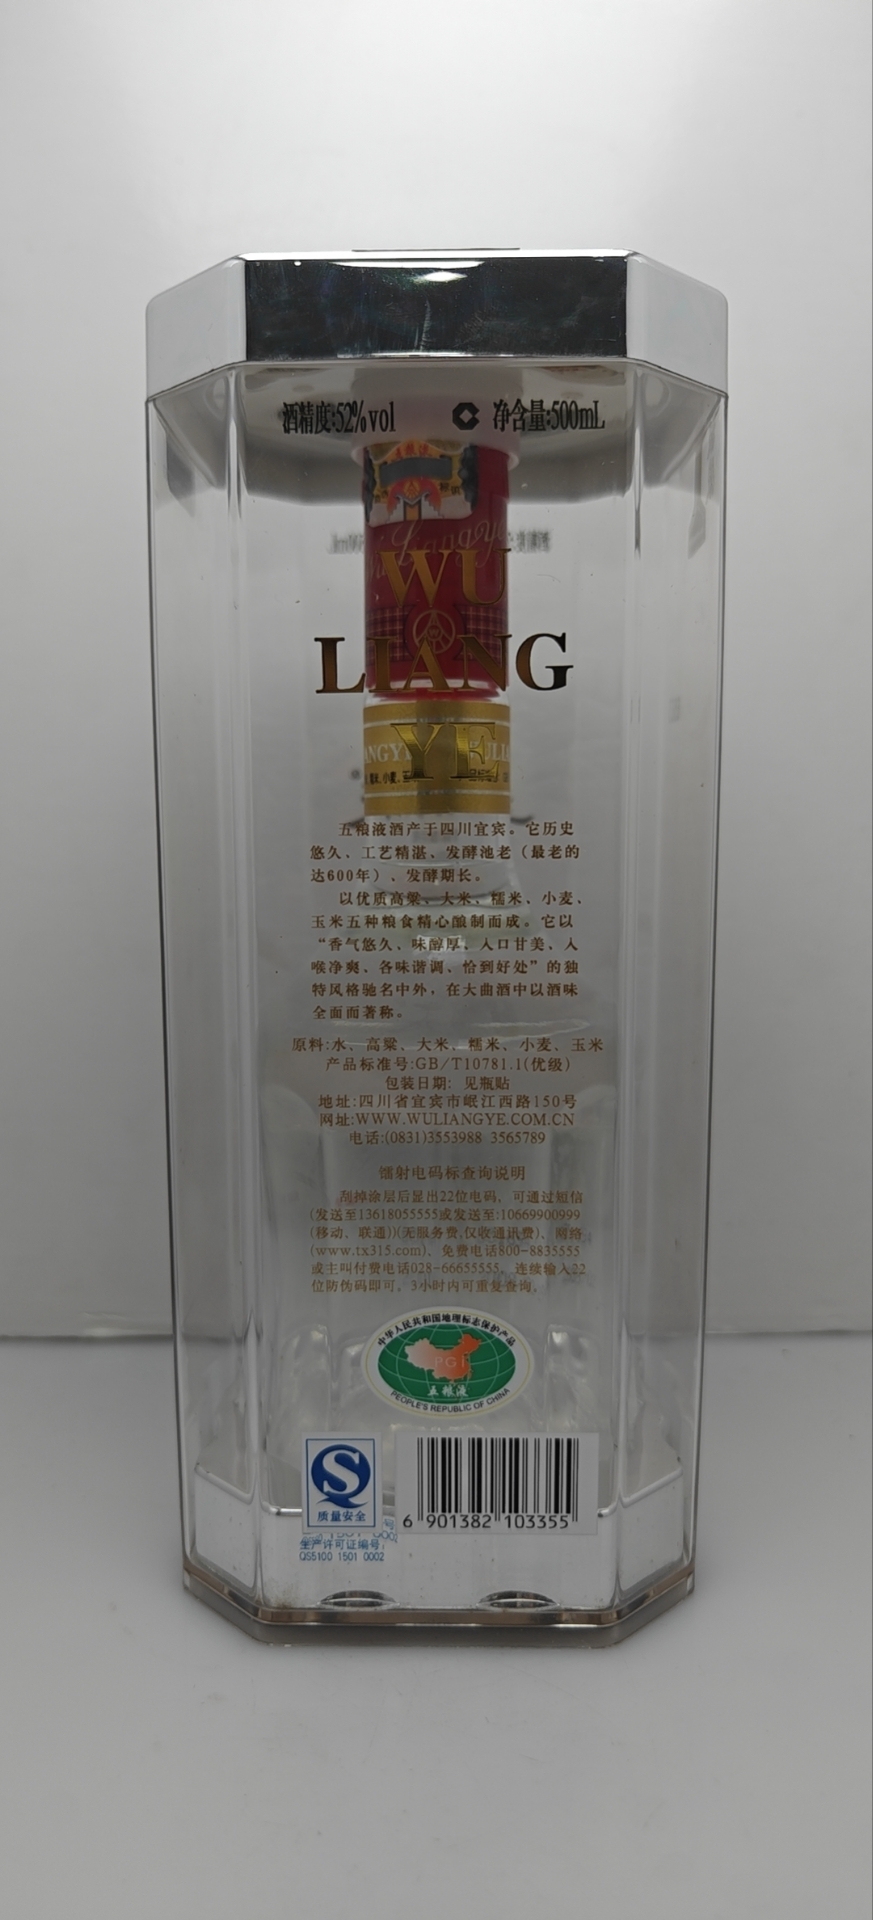 酒精度:52%vol 净含量:500mL
WU
LIANG
YE
五粮液酒产于四川宜宾。它历史
悠久、工艺精湛、发酵池老（最老的
达600年）、发酵期长。
以优质高粱、大米、糯米、小麦、
玉米五种粮食精心酿制而成。它以
“香气悠久、味醇厚、入口甘美、入
喉净爽、各味谐调、恰到好处”的独
特风格驰名中外，在大曲酒中以酒味
全面而著称。
原料:水、高粱、大米、糯米、小麦、玉米
产品标准号:GB/T10781.1(优级)
包装日期: 见瓶贴
地址:四川省宜宾市岷江西路150号
网址:WWW.WULIANGYE.COM.CN
电话:(0831)3553988 3565789
镭射电码标查询说明
刮掉涂层后显出22位电码，可通过短信
(发送至13618055555或发送至:10669900999
(移动、联通))(无服务费,仅收通讯费)、网络
(www.tx315.com)、免费电话800-8835555
或主叫付费电话028-66655555，连续输入22
位防伪码即可。3小时内可重复查询。
中华人民共和国地理标志保护产品
PGI
五粮液
PEOPLE'S REPUBLIC OF CHINA
质量安全
生产许可证编号:
QS5100 1501 0002
6 901382 103355